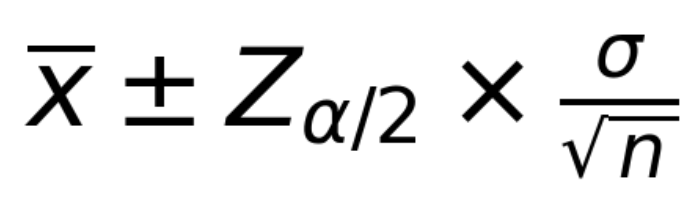 x̄ ± Z_{α/2} × σ/√n